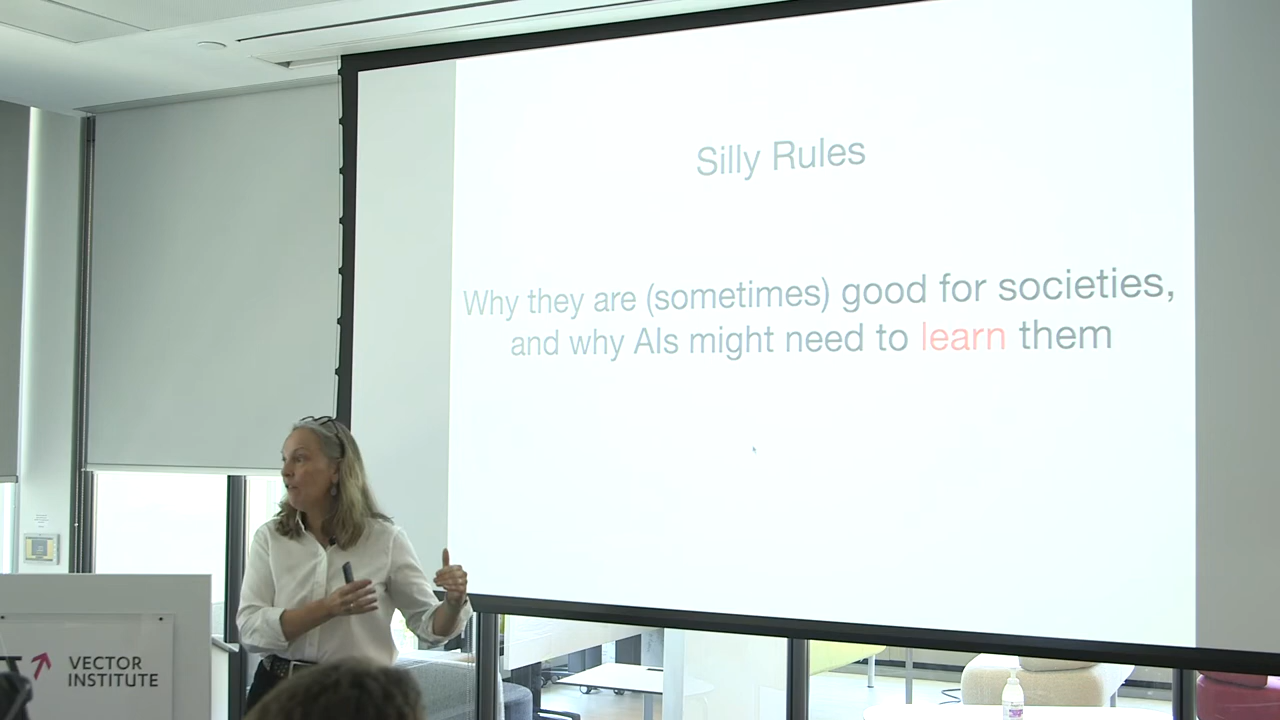 Silly Rules
Why they are (sometimes) good for societies,
and why AIs might need to learn them
VECTOR
INSTITUTE